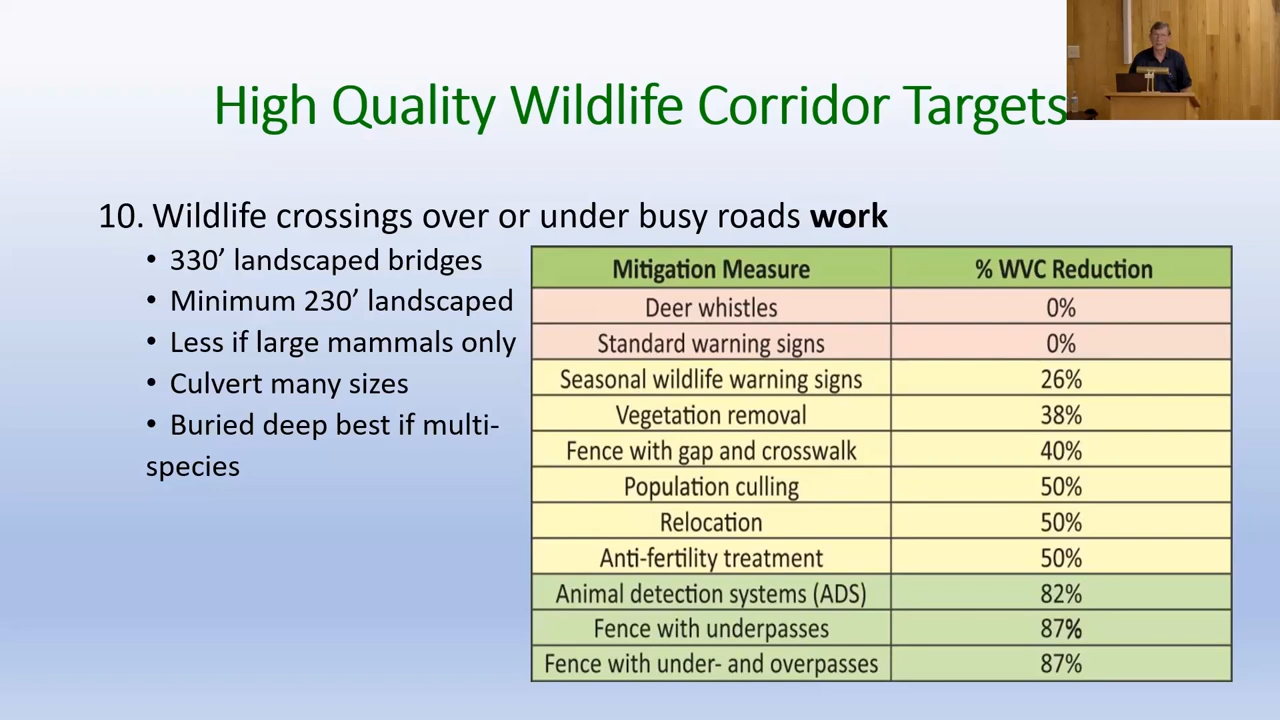 High Quality Wildlife Corridor Targets
10. Wildlife crossings over or under busy roads work
• 330’ landscaped bridges
• Minimum 230’ landscaped
• Less if large mammals only
• Culvert many sizes
• Buried deep best if multi-
species
Mitigation Measure % WVC Reduction
Deer whistles 0%
Standard warning signs 0%
Seasonal wildlife warning signs 26%
Vegetation removal 38%
Fence with gap and crosswalk 40%
Population culling 50%
Relocation 50%
Anti-fertility treatment 50%
Animal detection systems (ADS) 82%
Fence with underpasses 87%
Fence with under- and overpasses 87%